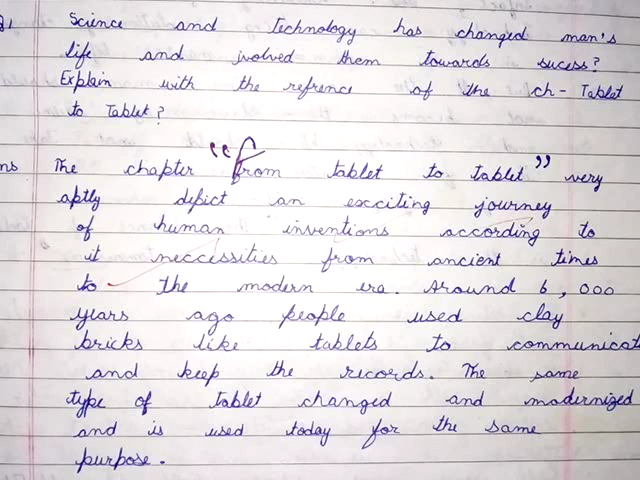 Q1 Science and Technology has changed man's
life and ivolved them towards sucess?
Explain with the refrence of the ch - Tablet
to Tablet?
ns The chapter "from tablet to tablet" very
aptly depict an exciting journey
of human inventions according to
it neccessities from ancient times
to the modern era. Around 6,000
years ago people used clay
bricks like tablets to communicat
and keep the records. The same
type of tablet changed and modernized
and is used today for the same
purpose.